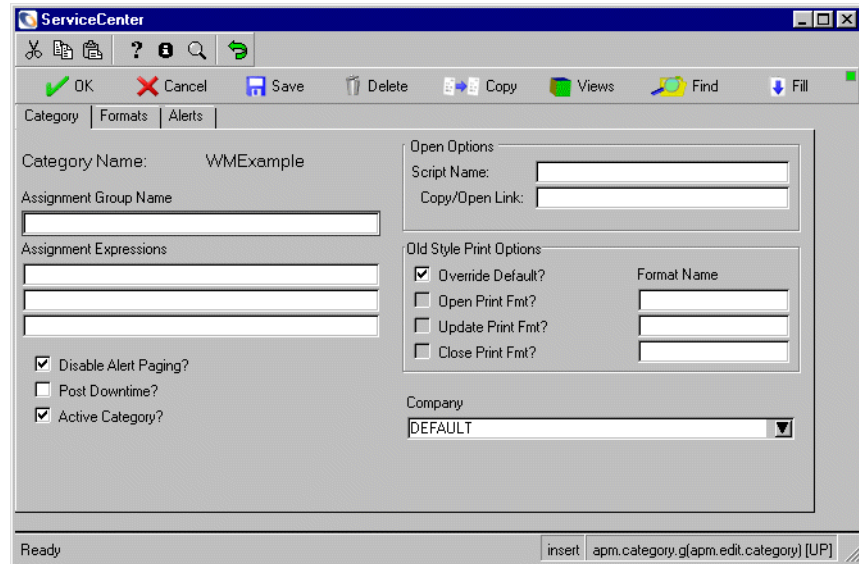 ServiceCenter
OK Cancel Save Delete Copy Views Find Fill
Category Formats Alerts
Category Name: WMExample
Assignment Group Name
Assignment Expressions
Disable Alert Paging?
Post Downtime?
Active Category?
Open Options
Script Name:
Copy/Open Link:
Old Style Print Options
Override Default? Format Name
Open Print Fmt?
Update Print Fmt?
Close Print Fmt?
Company
DEFAULT
Ready insert apm.category.g(apm.edit.category) [UP]